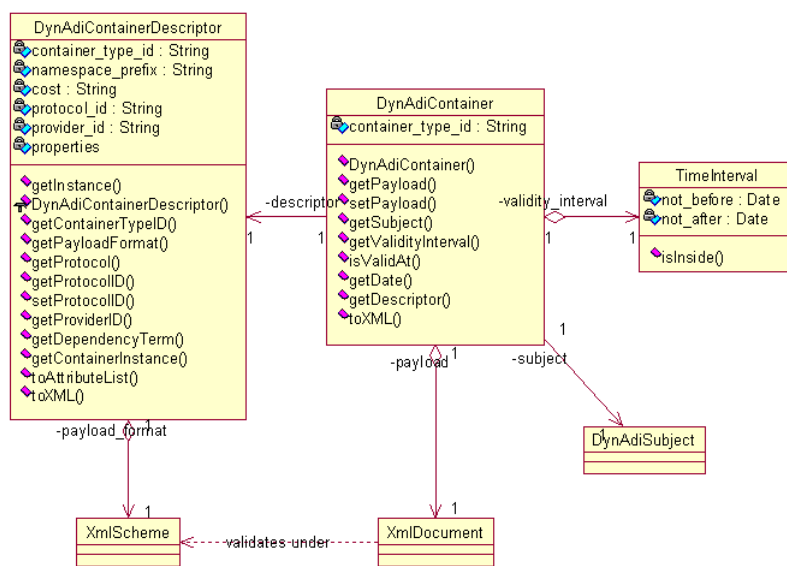 DynAdiContainerDescriptor
container_type_id : String
namespace_prefix : String
cost : String
protocol_id : String
provider_id : String
properties
getInstance()
DynAdiContainerDescriptor()
getContainerTypeID()
getPayloadFormat()
getProtocol()
getProtocolID()
setProtocolID()
getProviderID()
getDependencyTerm()
getContainerInstance()
toAttributeList()
toXML()
-descriptor
1
1
DynAdiContainer
container_type_id : String
DynAdiContainer()
getPayload()
setPayload()
getSubject()
getValidityInterval()
isValidAt()
getDate()
getDescriptor()
toXML()
-validity_interval
1
1
TimeInterval
not_before : Date
not_after : Date
isInside()
1
-payload_format
1
1
-payload
1
1
-subject
1
DynAdiSubject
1
XmlScheme
validates under
XmlDocument